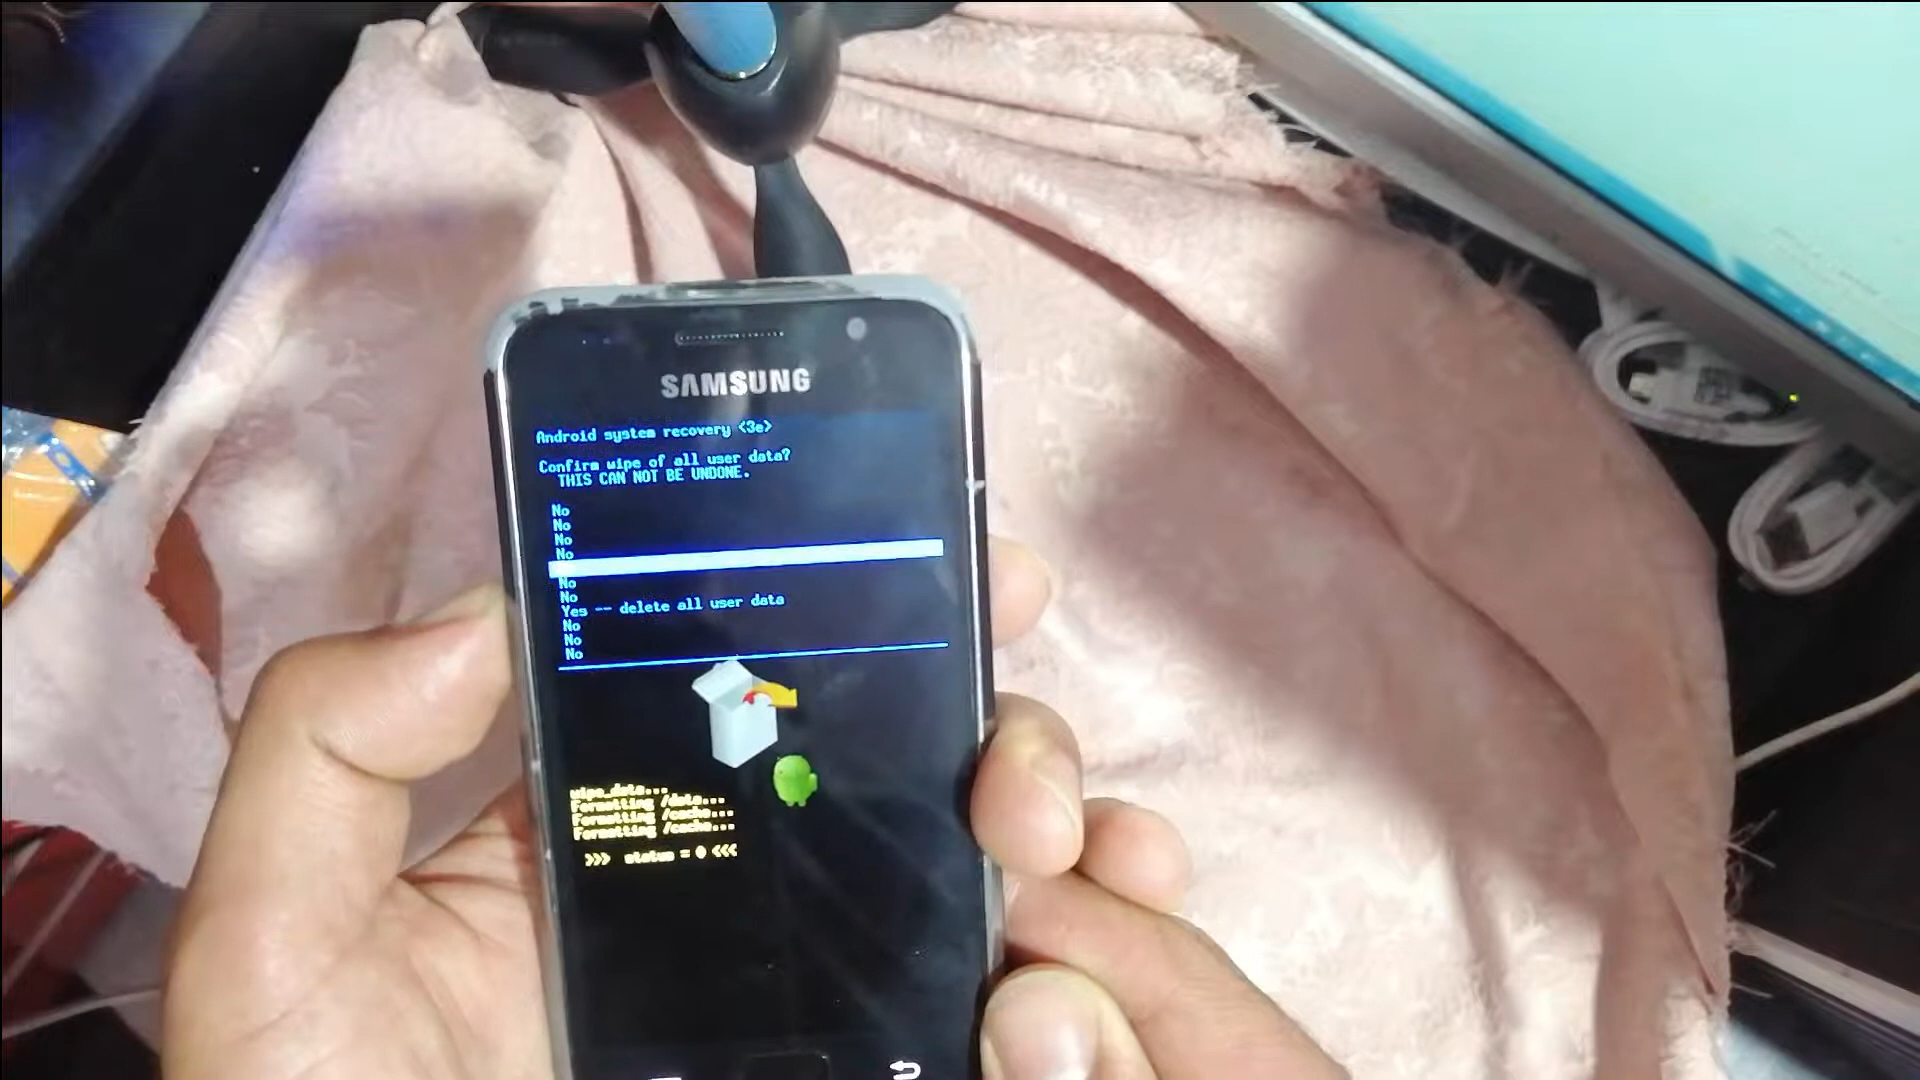 SAMSUNG
Android system recovery <3e>
Confirm wipe of all user data?
THIS CAN NOT BE UNDONE.
No
No
No
No
No
No
Yes -- delete all user data
No
No
No
wipe_data...
Formatting /data...
Formatting /cache...
Formatting /cache...
>>> status = 0 <<<